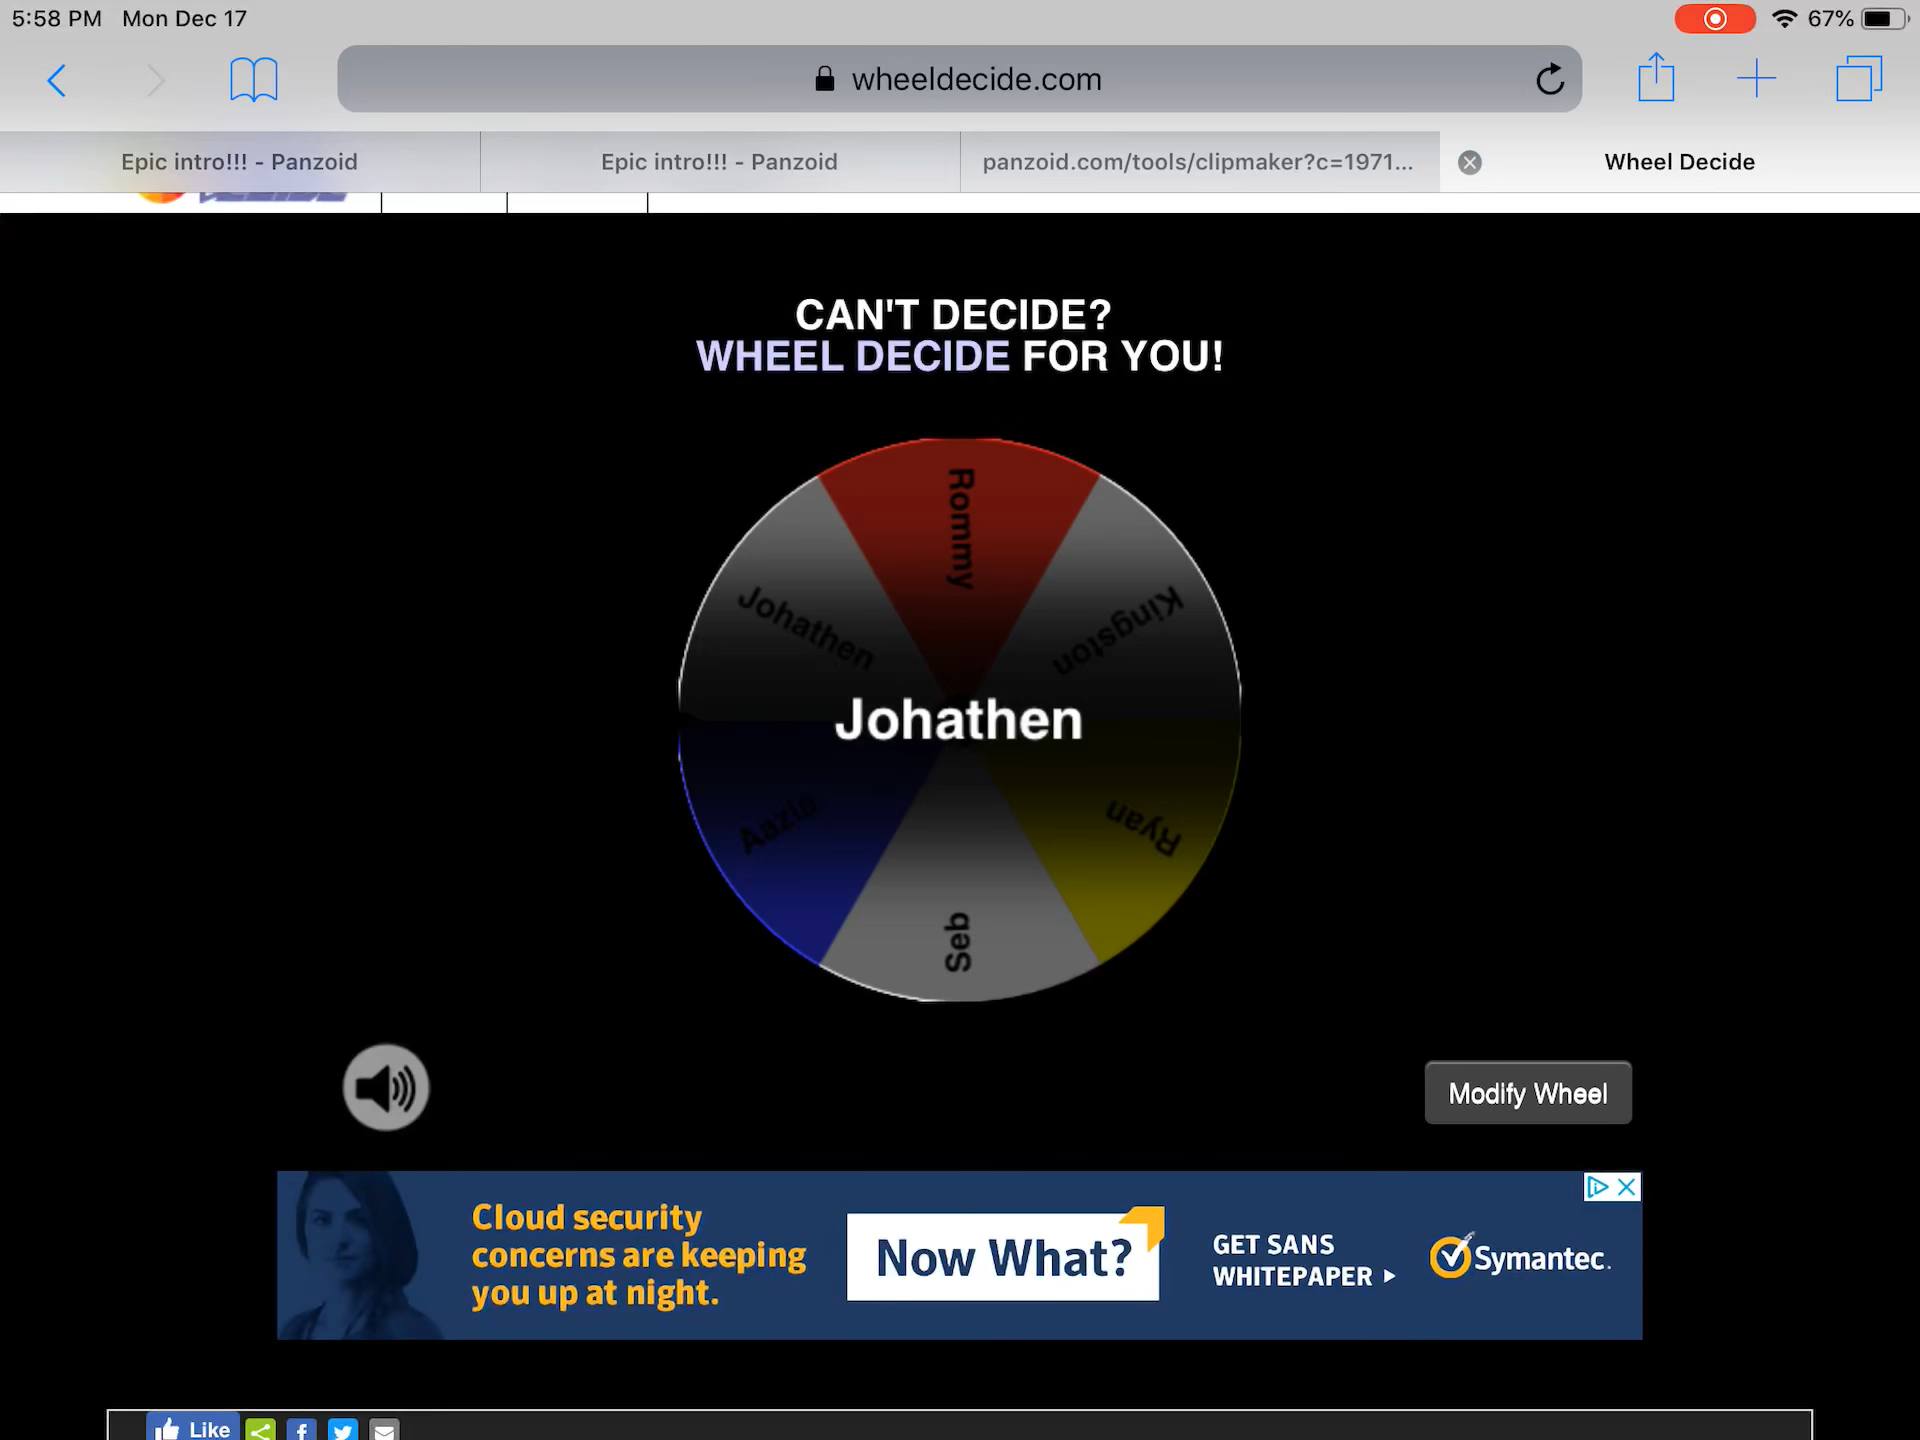 5:58 PM Mon Dec 17
67%
wheeldecide.com
Epic intro!!! - Panzoid
Epic intro!!! - Panzoid
panzoid.com/tools/clipmaker?c=1971...
Wheel Decide
CAN'T DECIDE?
WHEEL DECIDE FOR YOU!
Rommy
Johathen
Kingston
Johathen
Ryan
Seb
Modify Wheel
Cloud security
concerns are keeping
you up at night.
Now What?
GET SANS
WHITEPAPER
Symantec.
Like